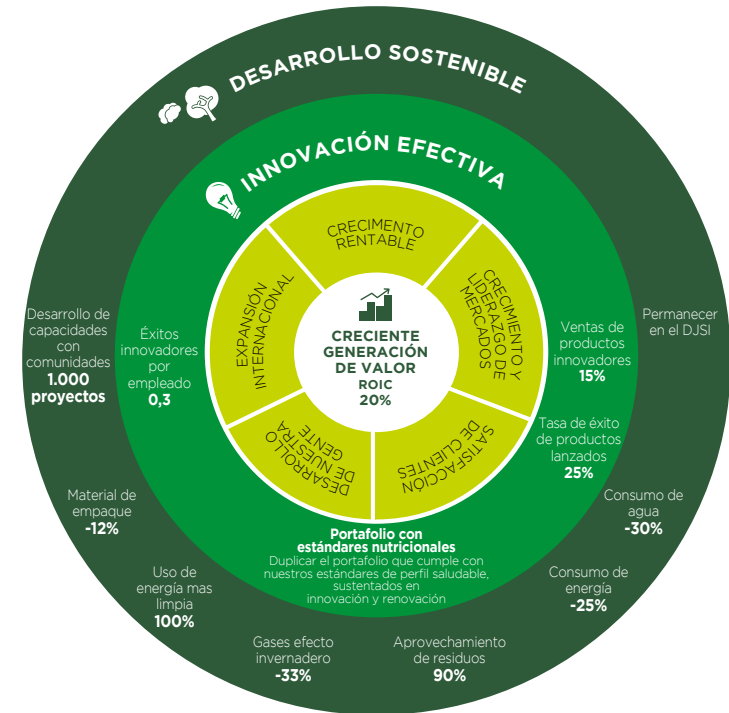 DESARROLLO SOSTENIBLE
INNOVACIÓN EFECTIVA
CRECIMENTO
RENTABLE
CRECIMIENTO Y
LIDERAZGO DE
MERCADOS
SATISFACCIÓN
DE CLIENTES
DESARROLLO
DE NUESTRA
GENTE
EXPANSIÓN
INTERNACIONAL
CRECIENTE
GENERACIÓN
DE VALOR
ROIC
20%
Desarrollo de
capacidades
con
comunidades
1.000
proyectos
Éxitos
innovadores
por
empleado
0,3
Ventas de
productos
innovadores
15%
Permanecer
en el DJSI
Tasa de éxito
de productos
lanzados
25%
Material de
empaque
-12%
Consumo de
agua
-30%
Portafolio con
estándares nutricionales
Duplicar el portafolio que cumple con
nuestros estándares de perfil saludable,
sustentados en
innovación y renovación
Uso de
energía mas
limpia
100%
Consumo de
energía
-25%
Gases efecto
invernadero
-33%
Aprovechamiento
de residuos
90%